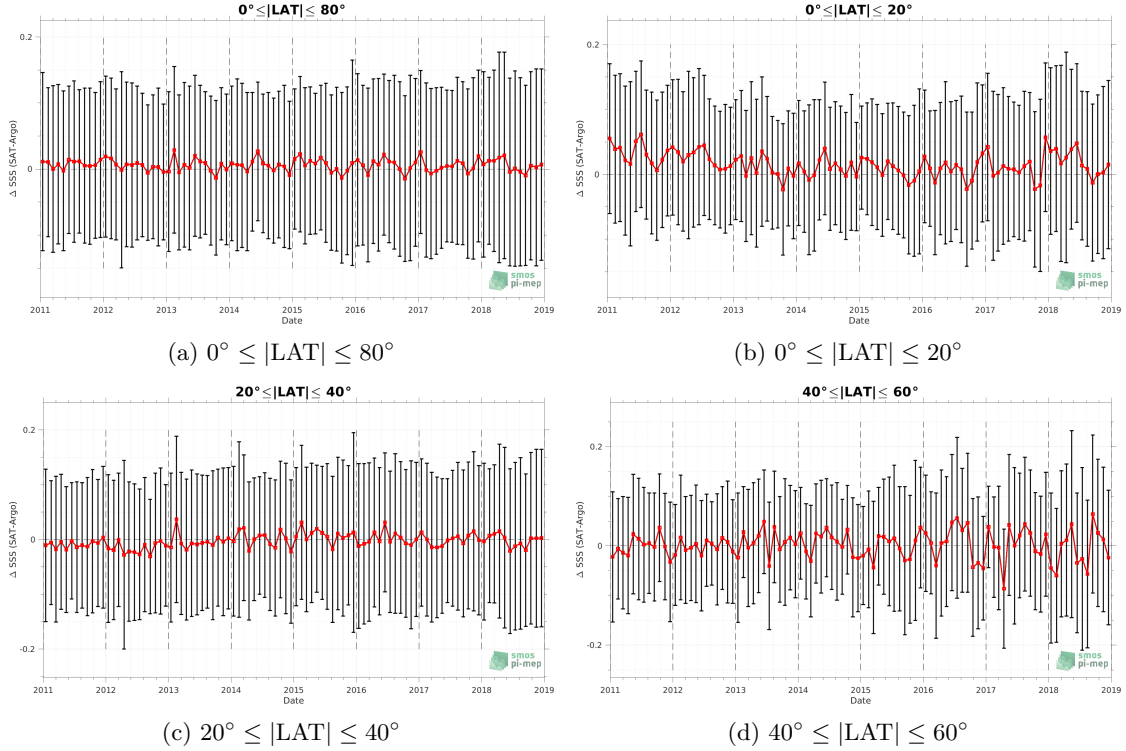 0°≤|LAT|≤ 80°
0.2
0
Δ SSS (SAT-Argo)
smos
pi-mep
2011 2012 2013 2014 2015 2016 2017 2018 2019
Date
(a) 0° ≤ |LAT| ≤ 80°
0°≤|LAT|≤ 20°
0.2
0
Δ SSS (SAT-Argo)
smos
pi-mep
2011 2012 2013 2014 2015 2016 2017 2018 2019
Date
(b) 0° ≤ |LAT| ≤ 20°
20°≤|LAT|≤ 40°
0.2
0
-0.2
Δ SSS (SAT-Argo)
smos
pi-mep
2011 2012 2013 2014 2015 2016 2017 2018 2019
Date
(c) 20° ≤ |LAT| ≤ 40°
40°≤|LAT|≤ 60°
0.2
0
-0.2
Δ SSS (SAT-Argo)
smos
pi-mep
2011 2012 2013 2014 2015 2016 2017 2018 2019
Date
(d) 40° ≤ |LAT| ≤ 60°